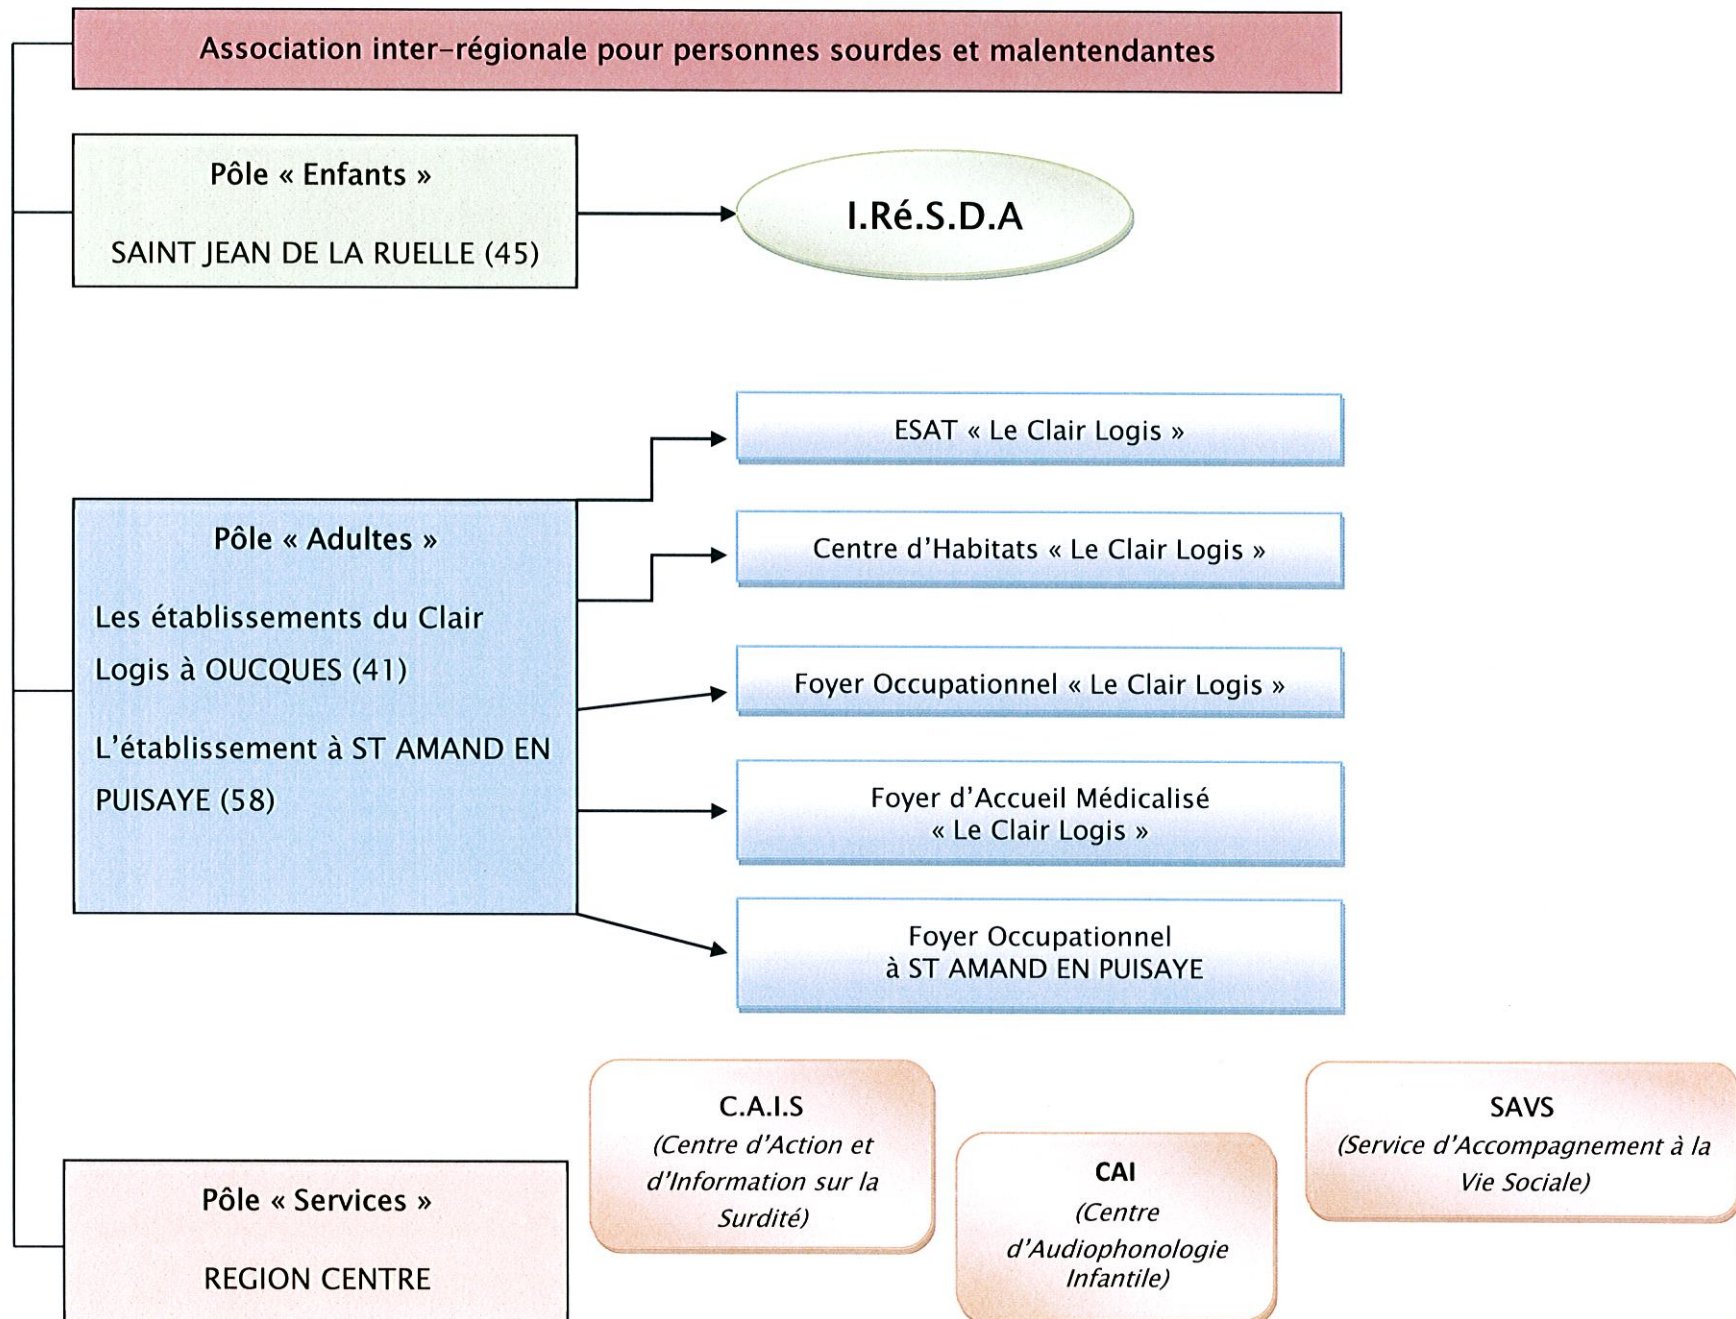 Association inter-régionale pour personnes sourdes et malentendantes
Pôle « Enfants »
SAINT JEAN DE LA RUELLE (45)
I.Ré.S.D.A
Pôle « Adultes »
Les établissements du Clair
Logis à OUCQUES (41)
L'établissement à ST AMAND EN
PUISAYE (58)
ESAT « Le Clair Logis »
Centre d'Habitats « Le Clair Logis »
Foyer Occupationnel « Le Clair Logis »
Foyer d'Accueil Médicalisé
« Le Clair Logis »
Foyer Occupationnel
à ST AMAND EN PUISAYE
Pôle « Services »
REGION CENTRE
C.A.I.S
(Centre d'Action et
d'Information sur la
Surdité)
CAI
(Centre
d'Audiophonologie
Infantile)
SAVS
(Service d'Accompagnement à la
Vie Sociale)